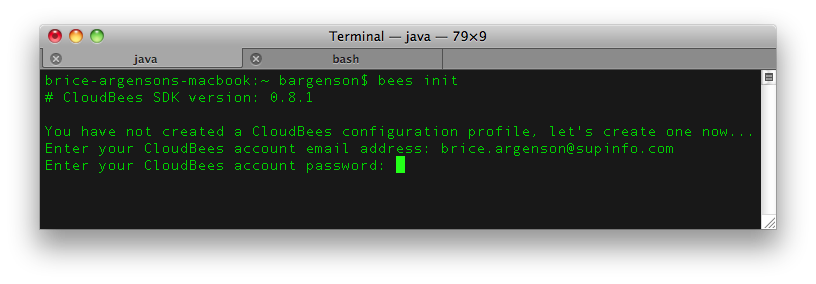 Terminal — java — 79×9
java
bash
brice-argensons-macbook:~ bargenson$ bees init
# CloudBees SDK version: 0.8.1
You have not created a CloudBees configuration profile, let's create one now...
Enter your CloudBees account email address: brice.argenson@supinfo.com
Enter your CloudBees account password: